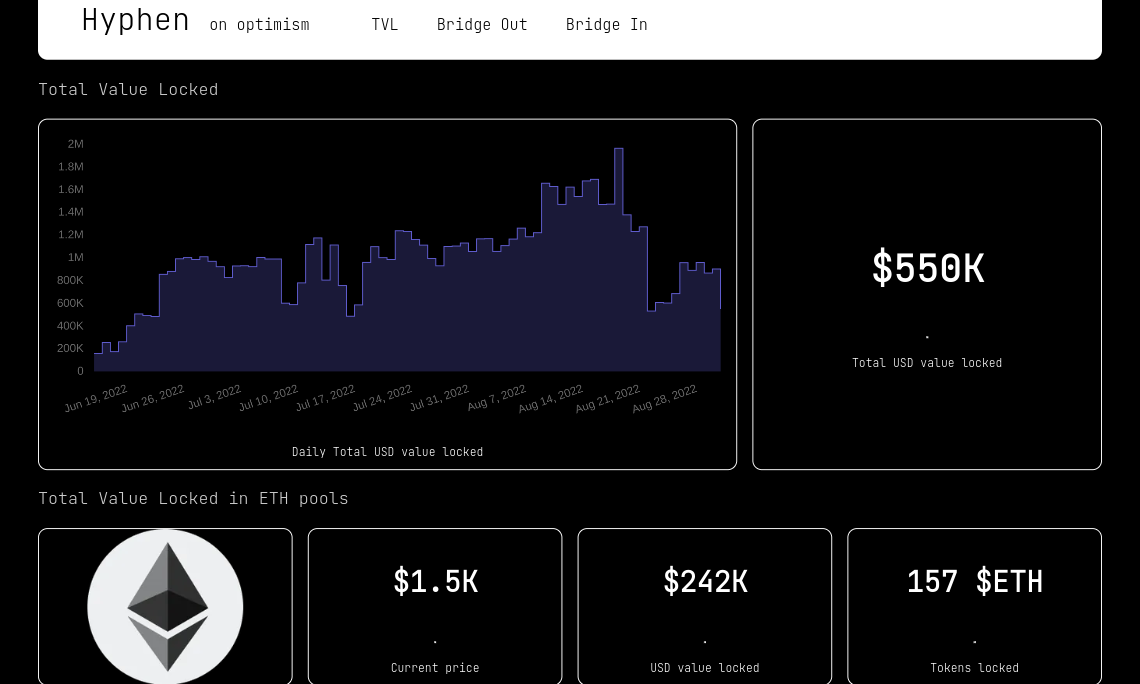 Hyphen on optimism TVL Bridge Out Bridge In
Total Value Locked
2M
1.8M
1.6M
1.4M
1.2M
1M
800K
600K
400K
200K
0
Jun 19, 2022 Jun 26, 2022 Jul 3, 2022 Jul 10, 2022 Jul 17, 2022 Jul 24, 2022 Jul 31, 2022 Aug 7, 2022 Aug 14, 2022 Aug 21, 2022 Aug 28, 2022
Daily Total USD value locked
$550K
.
Total USD value locked
Total Value Locked in ETH pools
$1.5K
.
Current price
$242K
.
USD value locked
157 $ETH
.
Tokens locked